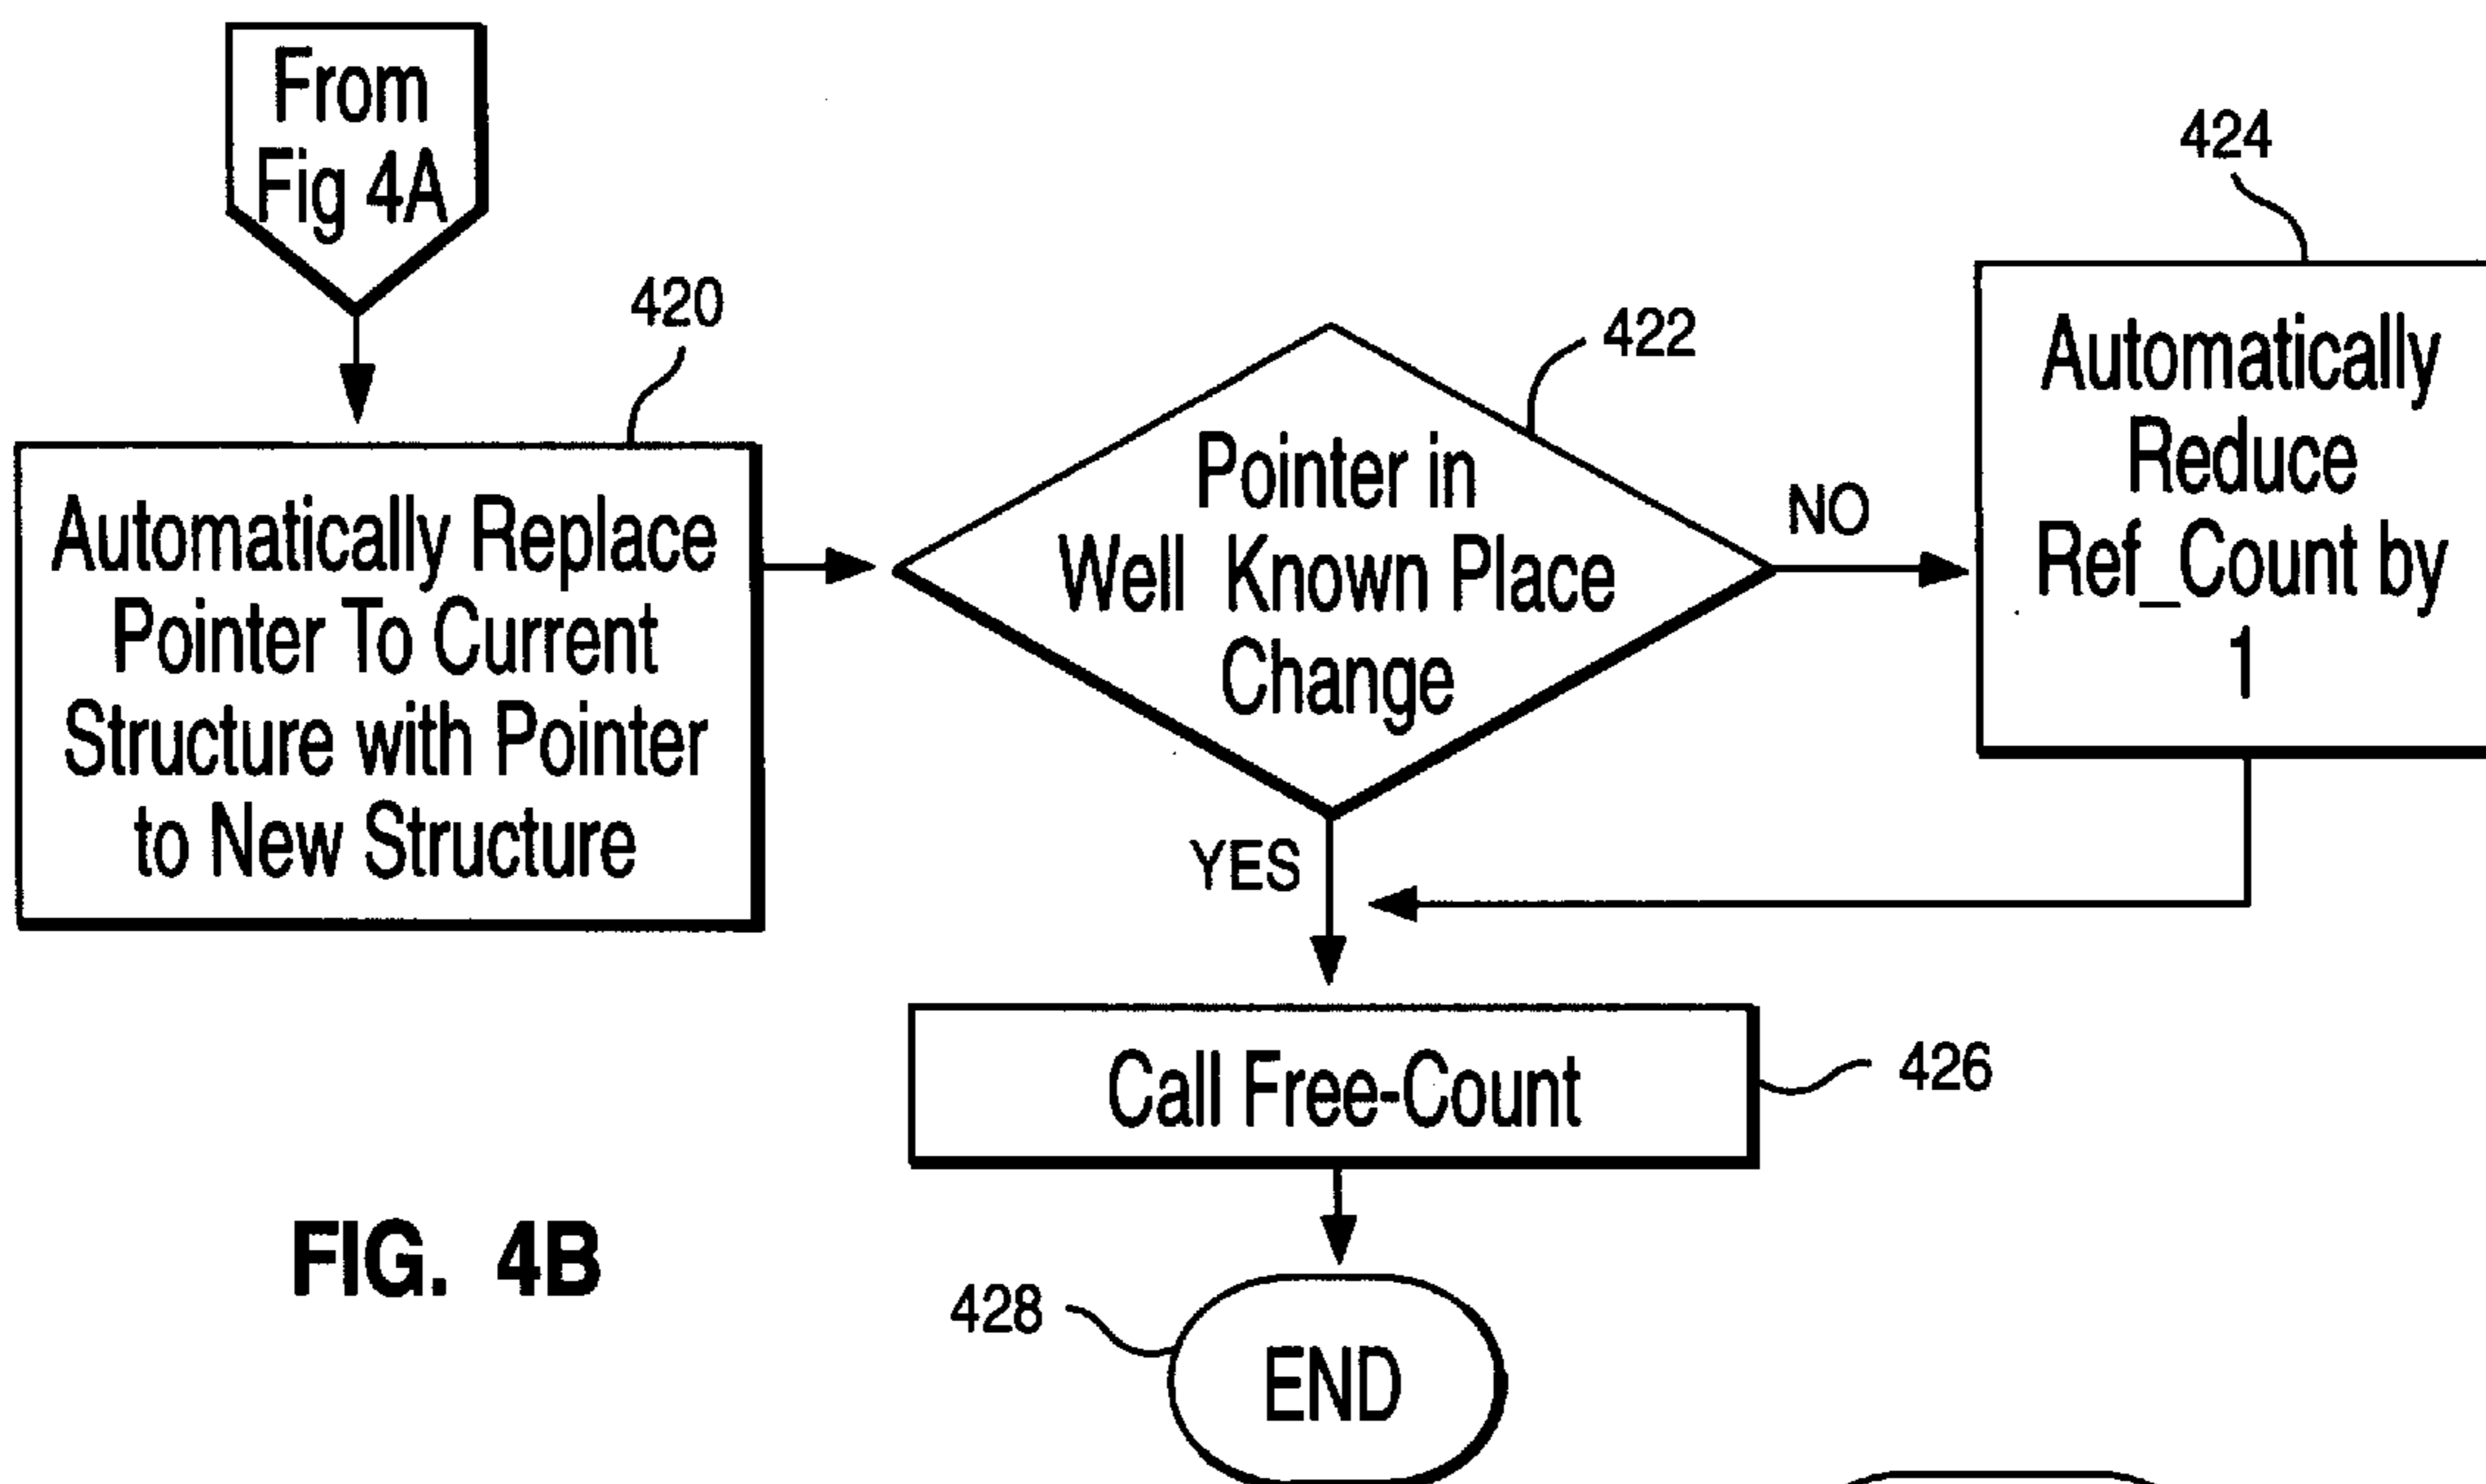 From
Fig 4A
420
Automatically Replace
Pointer To Current
Structure with Pointer
to New Structure
422
Pointer in
Well Known Place
Change
NO
YES
424
Automatically
Reduce
Ref_Count by
1
Call Free-Count
426
428
END
FIG. 4B